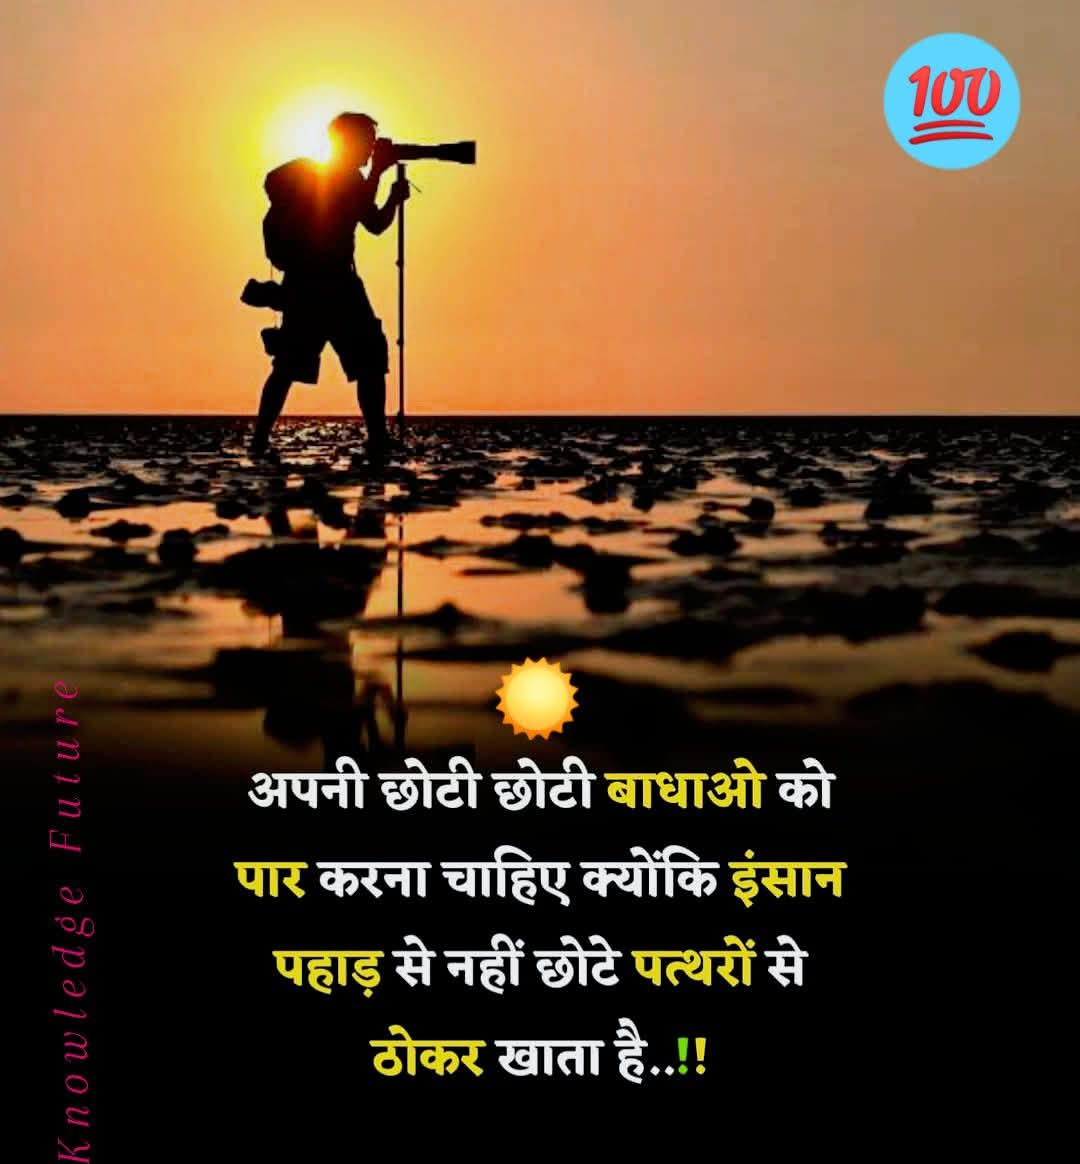 100
अपनी छोटी छोटी बाधाओ को
पार करना चाहिए क्योंकि इंसान
पहाड़ से नहीं छोटे पत्थरों से
ठोकर खाता है..!!
Knowledge Future